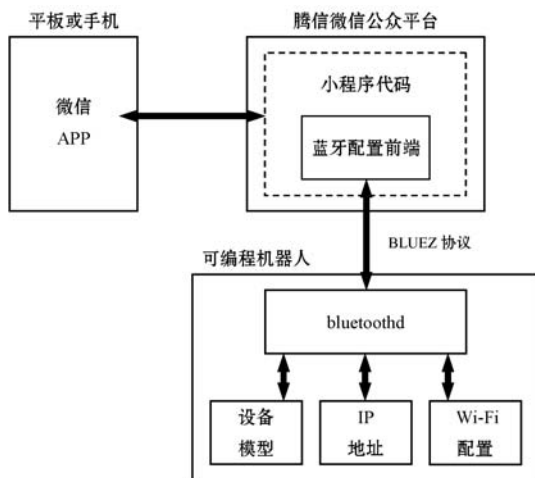 平板或手机
腾信微信公众平台
微信
APP
小程序代码
蓝牙配置前端
BLUEZ 协议
可编程机器人
bluetoothd
设备
模型
IP
地址
Wi-Fi
配置